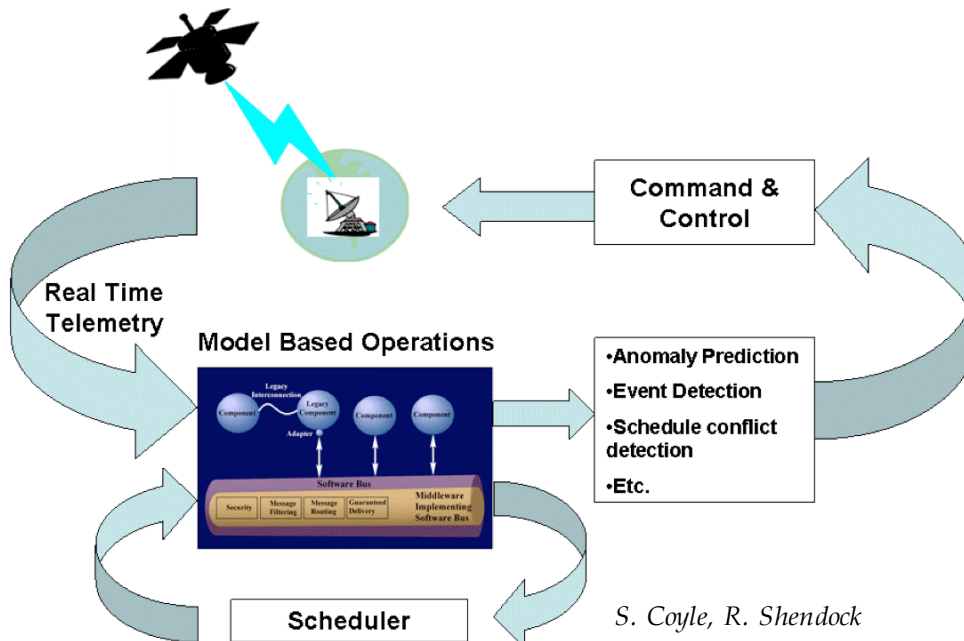 Command &
Control
Real Time
Telemetry
Model Based Operations
Legacy
Interconnection
Component
Legacy
Component
Component
Component
Adapter
Software Bus
Security
Message
Filtering
Message
Routing
Guaranteed
Delivery
Middleware
Implementing
Software Bus
•Anomaly Prediction
•Event Detection
•Schedule conflict
detection
•Etc.
Scheduler
S. Coyle, R. Shendock